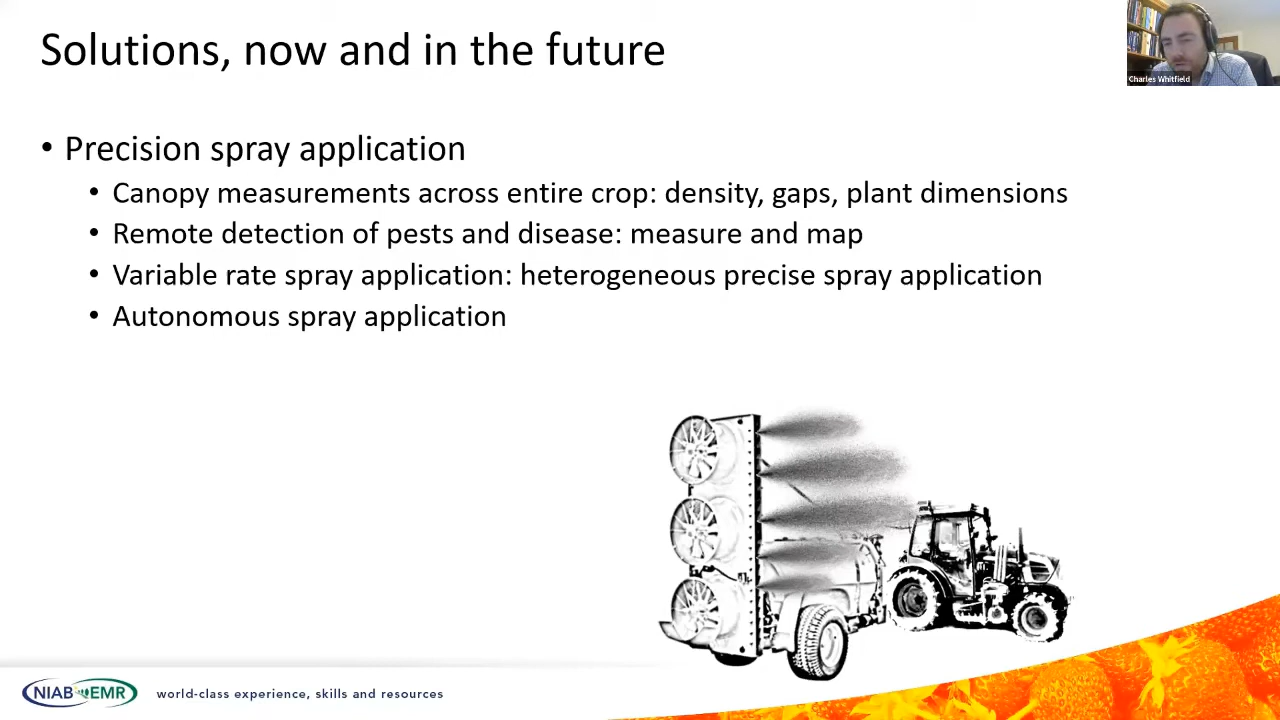 Solutions, now and in the future
Charles Whitfield
• Precision spray application
• Canopy measurements across entire crop: density, gaps, plant dimensions
• Remote detection of pests and disease: measure and map
• Variable rate spray application: heterogeneous precise spray application
• Autonomous spray application
NIAB EMR
world-class experience, skills and resources